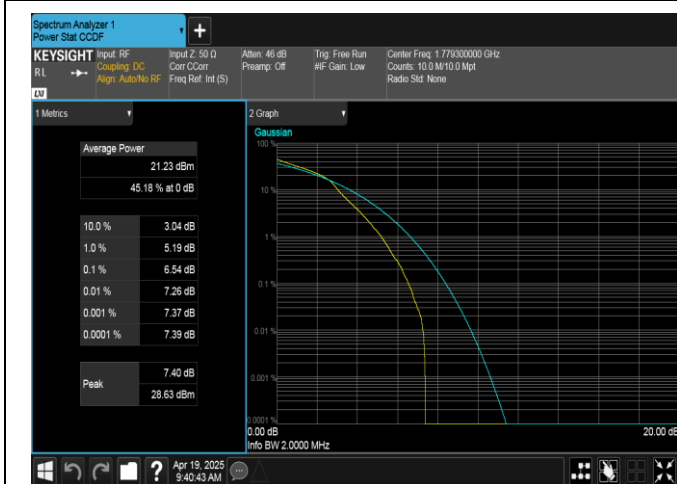 Spectrum Analyzer 1
Power Stat CCDF
KEYSIGHT
RL
LXI
Input: RF
Coupling: DC
Align: Auto/No RF
Input Z: 50 Ω
Corr CCorr
Freq Ref: Int (S)
Atten: 46 dB
Preamp: Off
Trig: Free Run
#IF Gain: Low
Center Freq: 1.779300000 GHz
Counts: 10.0 M/10.0 Mpt
Radio Std: None
1 Metrics
Average Power
21.23 dBm
45.18 % at 0 dB
10.0 % 3.04 dB
1.0 % 5.19 dB
0.1 % 6.54 dB
0.01 % 7.26 dB
0.001 % 7.37 dB
0.0001 % 7.39 dB
Peak
7.40 dB
28.63 dBm
2 Graph
Gaussian
100 %
10 %
1 %
0.1 %
0.01 %
0.001 %
0.0001 %
0.00 dB 20.00 dB
Info BW 2.0000 MHz
Apr 19, 2025
9:40:43 AM